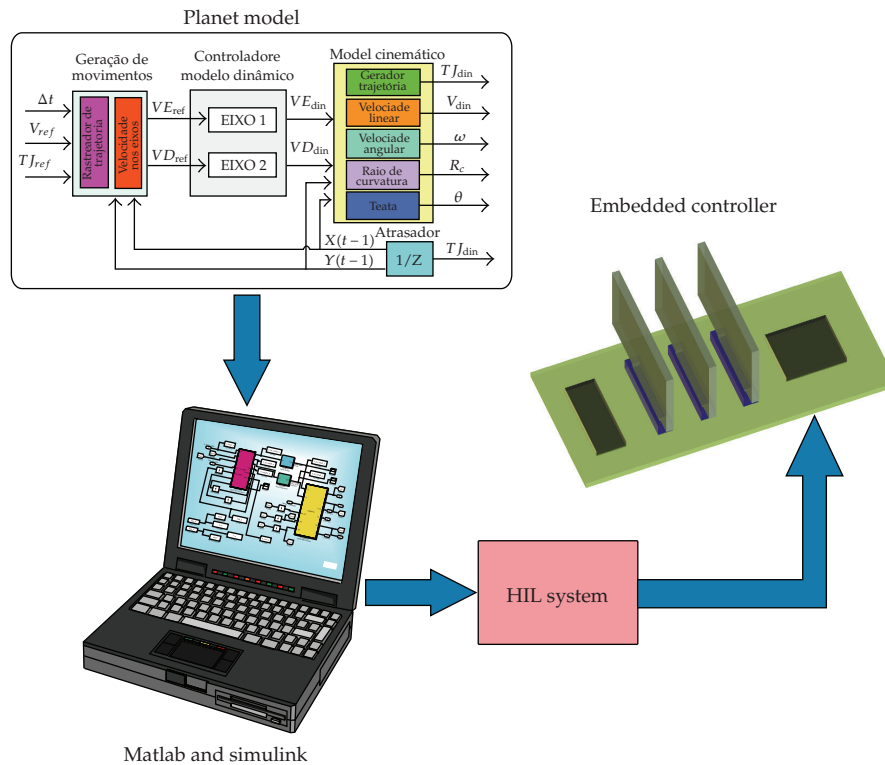 Planet model
Geração de
movimentos
Controladore
modelo dinâmico
Model cinemático
Δt
V_ref
TJ_ref
Rastreador de
trajetoria
Velocidade
nos eixos
VE_ref
VD_ref
EIXO 1
EIXO 2
VE_din
VD_din
Gerador
trajetória
Velociade
linear
Velociade
angular
Raio de
curvatura
Teata
TJ_din
V_din
ω
R_c
θ
X(t − 1)
Y(t − 1)
Atrasador
1/Z
TJ_din
Embedded controller
HIL system
Matlab and simulink